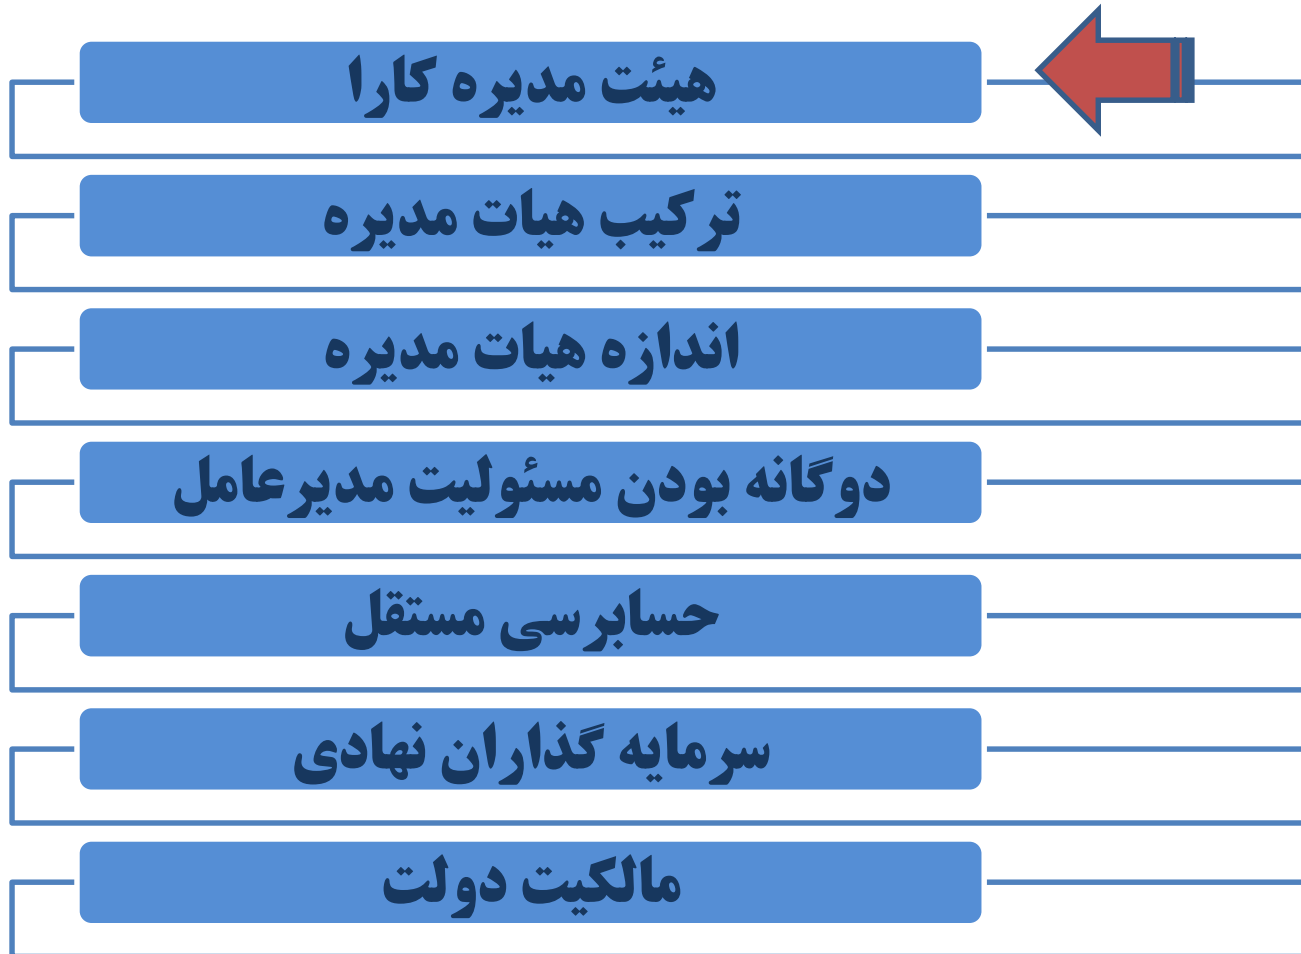 هیئت مدیره کارا
ترکیب هیات مدیره
اندازه هیات مدیره
دوگانه بودن مسئولیت مدیرعامل
حسابرسی مستقل
سرمایه گذاران نهادی
مالکیت دولت